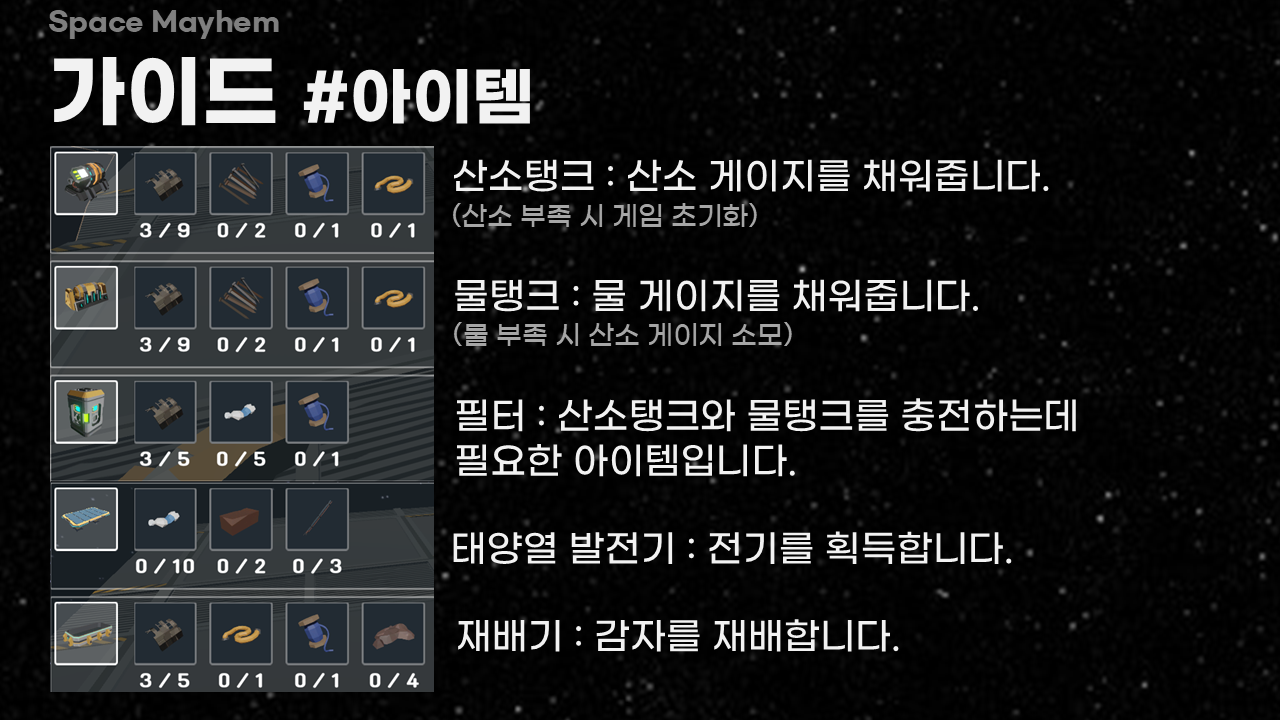 Space Mayhem
가이드 #아이템
3/9 0/2 0/1 0/1
산소탱크 : 산소 게이지를 채워줍니다.
(산소 부족 시 게임 초기화)
3/9 0/2 0/1 0/1
물탱크 : 물 게이지를 채워줍니다.
(물 부족 시 산소 게이지 소모)
3/5 0/5 0/1
필터 : 산소탱크와 물탱크를 충전하는데
필요한 아이템입니다.
0/10 0/2 0/3
태양열 발전기 : 전기를 획득합니다.
3/5 0/1 0/1 0/4
재배기 : 감자를 재배합니다.